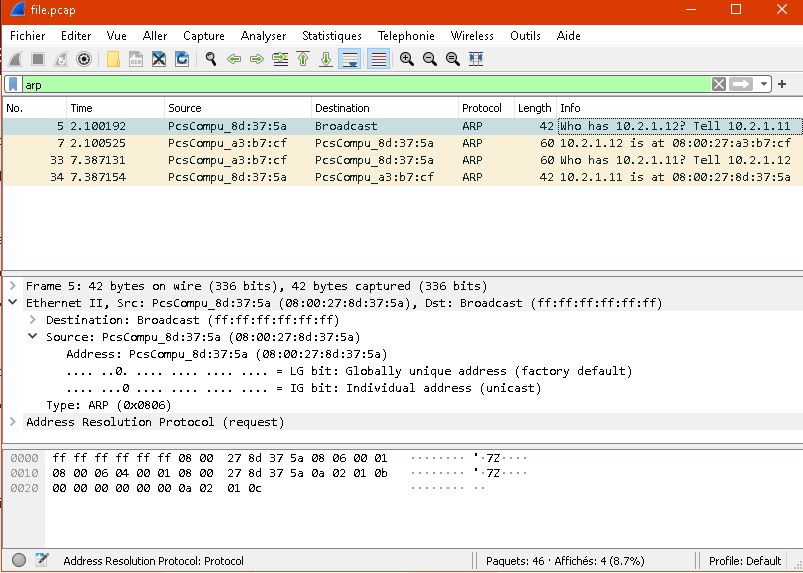 file.pcap
Fichier Editer Vue Aller Capture Analyser Statistiques Telephonie Wireless Outils Aide
arp
No. Time Source Destination Protocol Length Info
5 2.100192 PcsCompu_8d:37:5a Broadcast ARP 42 Who has 10.2.1.12? Tell 10.2.1.11
7 2.100525 PcsCompu_a3:b7:cf PcsCompu_8d:37:5a ARP 60 10.2.1.12 is at 08:00:27:a3:b7:cf
33 7.387131 PcsCompu_a3:b7:cf PcsCompu_8d:37:5a ARP 60 Who has 10.2.1.11? Tell 10.2.1.12
34 7.387154 PcsCompu_8d:37:5a PcsCompu_a3:b7:cf ARP 42 10.2.1.11 is at 08:00:27:8d:37:5a
Frame 5: 42 bytes on wire (336 bits), 42 bytes captured (336 bits)
Ethernet II, Src: PcsCompu_8d:37:5a (08:00:27:8d:37:5a), Dst: Broadcast (ff:ff:ff:ff:ff:ff)
Destination: Broadcast (ff:ff:ff:ff:ff:ff)
Source: PcsCompu_8d:37:5a (08:00:27:8d:37:5a)
Address: PcsCompu_8d:37:5a (08:00:27:8d:37:5a)
.... ..0. .... .... .... .... = LG bit: Globally unique address (factory default)
.... ...0 .... .... .... .... = IG bit: Individual address (unicast)
Type: ARP (0x0806)
Address Resolution Protocol (request)
0000 ff ff ff ff ff ff 08 00 27 8d 37 5a 08 06 00 01 ········ '·7Z····
0010 08 00 06 04 00 01 08 00 27 8d 37 5a 0a 02 01 0b ········ '·7Z····
0020 00 00 00 00 00 00 0a 02 01 0c ········ ··
Address Resolution Protocol: Protocol Paquets: 46 · Affichés: 4 (8.7%) Profile: Default